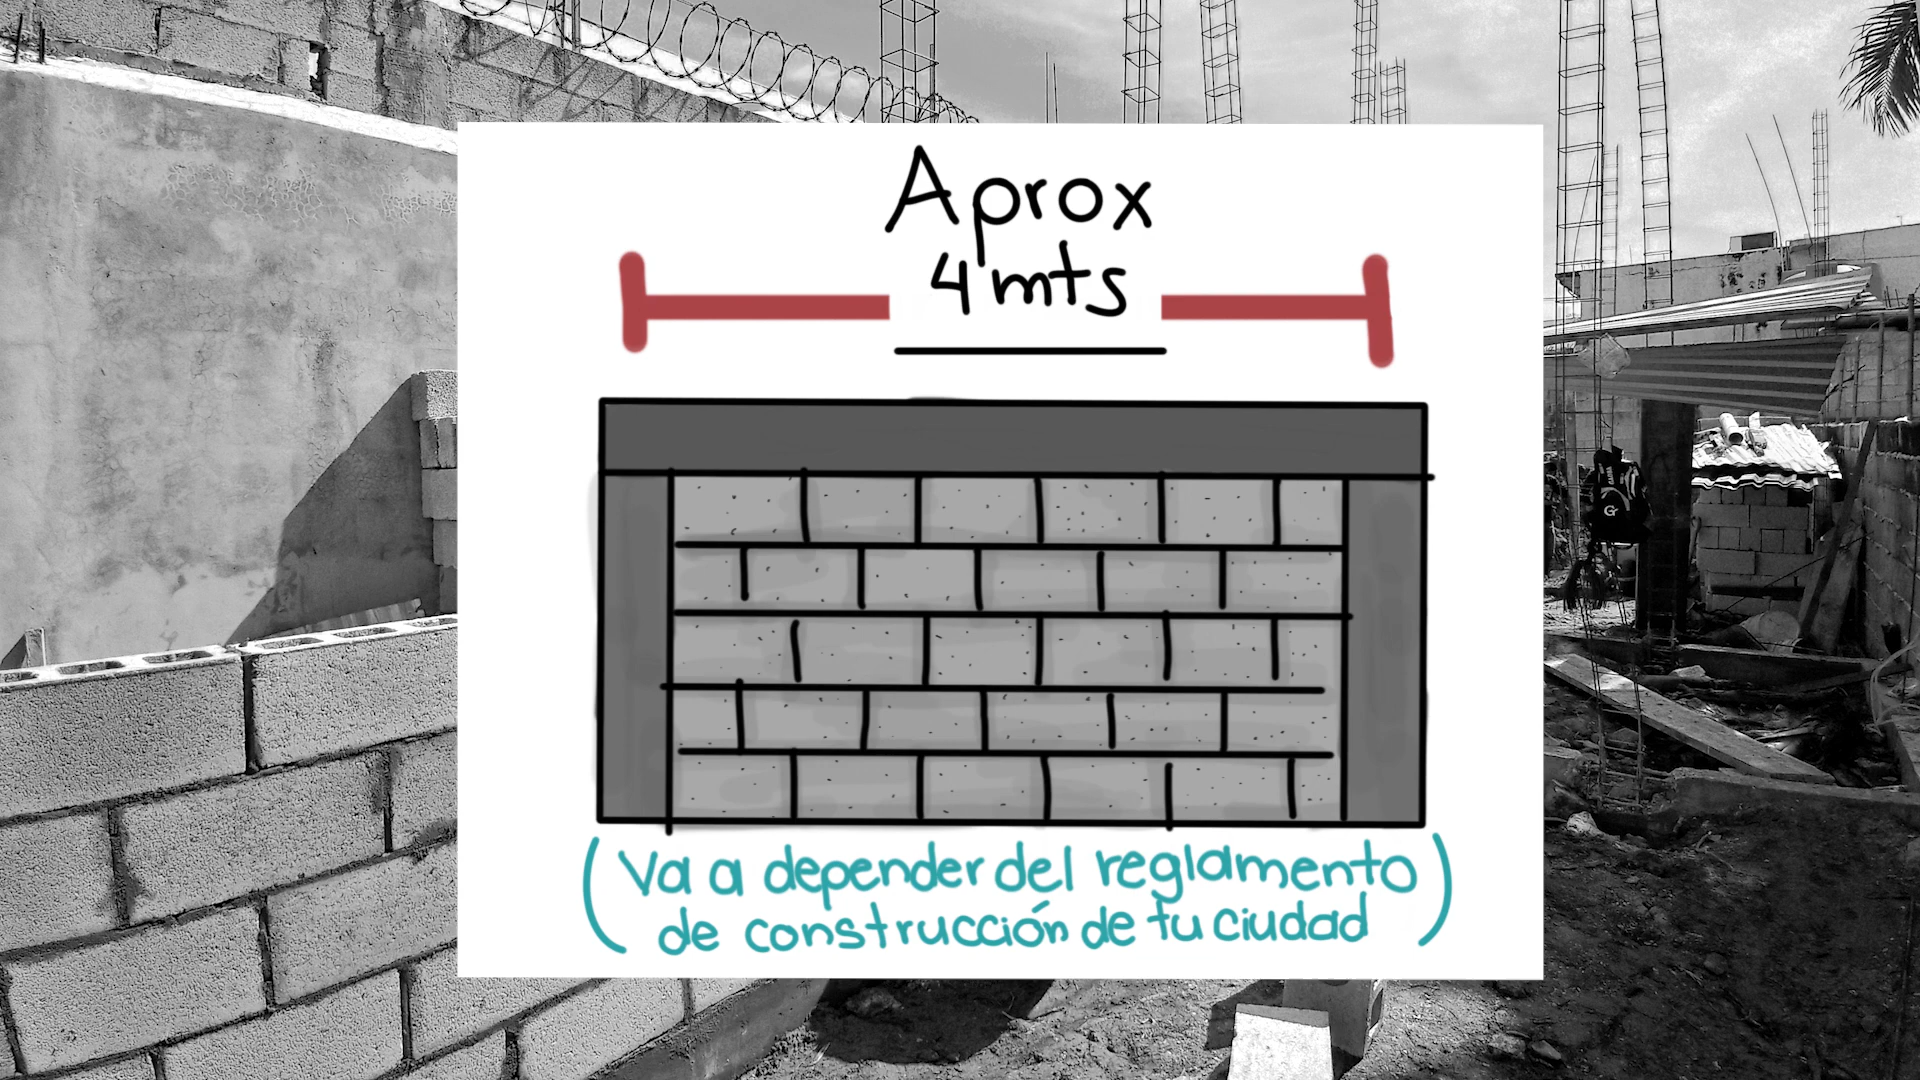 Aprox
4 mts
(Va a depender del reglamento
de construcción de tu ciudad)